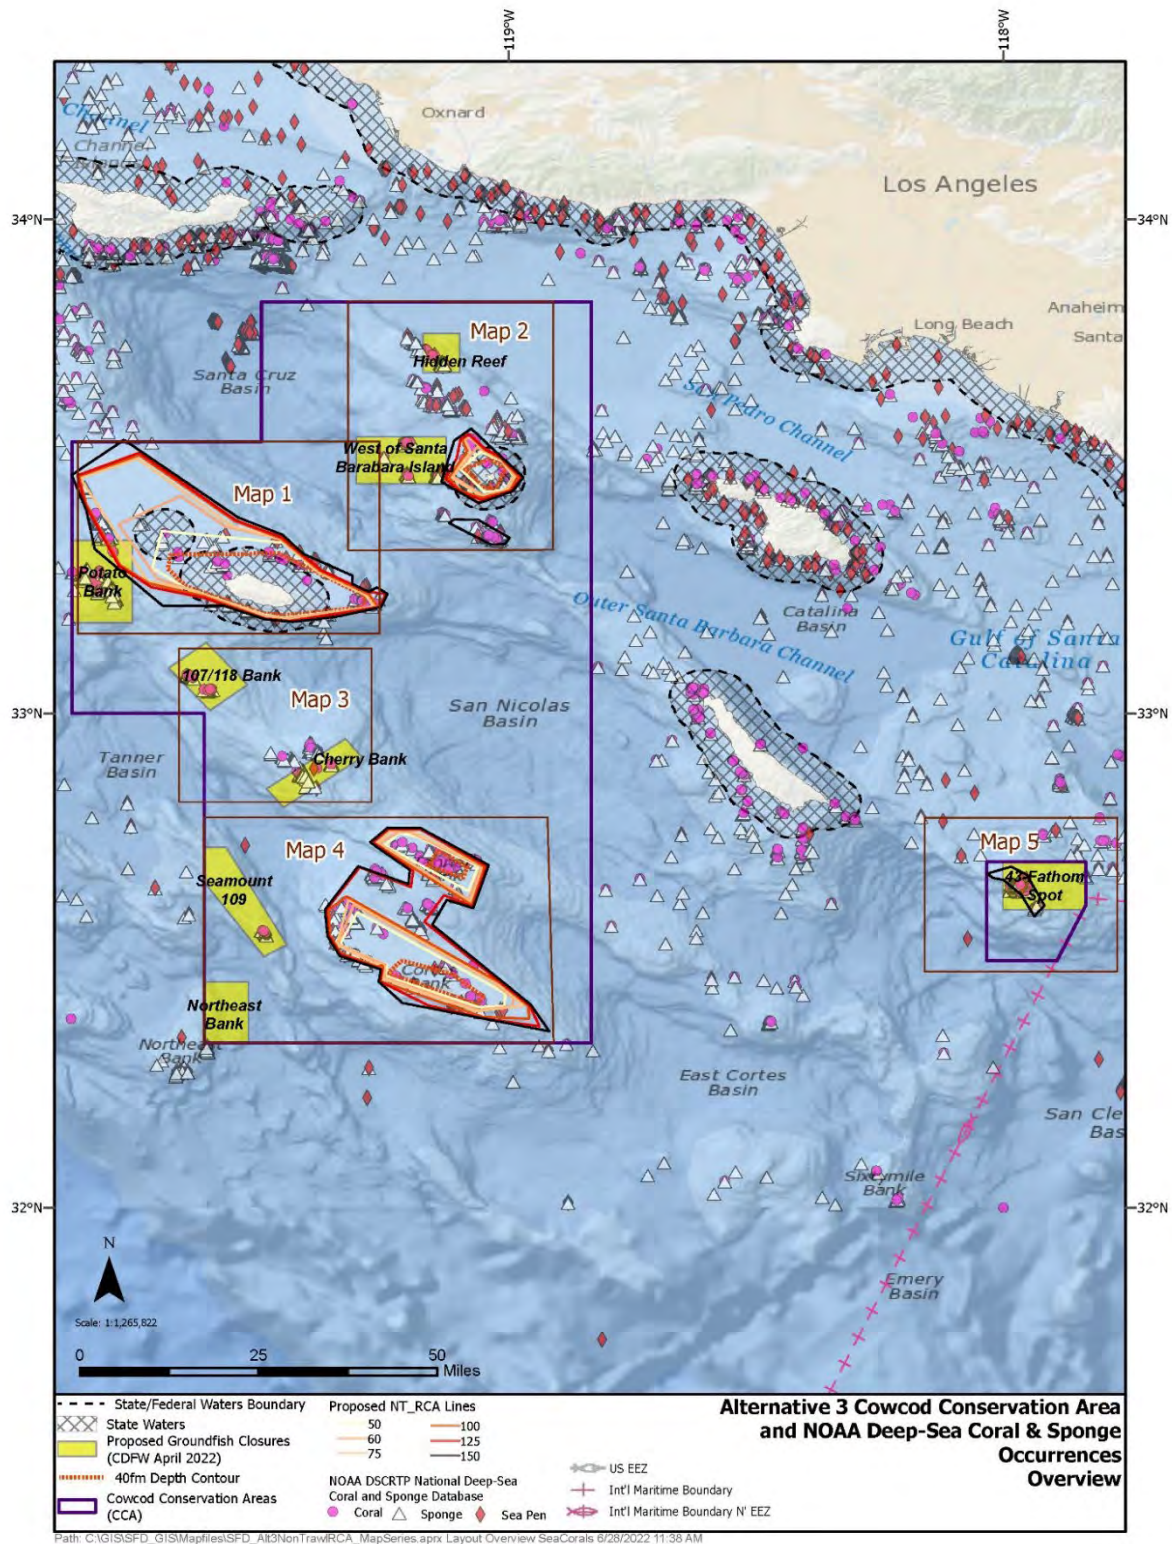 119°W
118°W
Oxnard
Channel
Channe
Los Angeles
34°N
34°N
Anaheim
Long Beach
Santa
Map 2
Hidden Reef
Santa Cruz
Basin
San Pedro Channel
West of Santa
Barabara Island
Map 1
Potato
Bank
Outer Santa Barbara Channel
Catalina
Basin
Gulf of Santa
Catalina
107/118 Bank
Map 3
San Nicolas
Basin
33°N
33°N
Tanner
Basin
Cherry Bank
Map 4
Map 5
Seamount
109
43-Fathom
Spot
Bank
Northeast
Bank
Northeast
Bank
East Cortes
Basin
San Cle
Bas
Sixtymile
Bank
32°N
32°N
Emery
Basin
N
Scale: 1:1,265,822
0 25 50
Miles
State/Federal Waters Boundary
State Waters
Proposed Groundfish Closures
(CDFW April 2022)
40fm Depth Contour
Cowcod Conservation Areas
(CCA)
Proposed NT_RCA Lines
50 100
60 125
75 150
NOAA DSCRTP National Deep-Sea
Coral and Sponge Database
Coral Sponge Sea Pen
US EEZ
Int'l Maritime Boundary
Int'l Maritime Boundary N' EEZ
Alternative 3 Cowcod Conservation Area
and NOAA Deep-Sea Coral & Sponge
Occurrences
Overview
Path: C:\GIS\SFD_GIS\Mapfiles\SFD_Alt3NonTrawlRCA_MapSeries.aprx Layout Overview SeaCorals 6/28/2022 11:38 AM